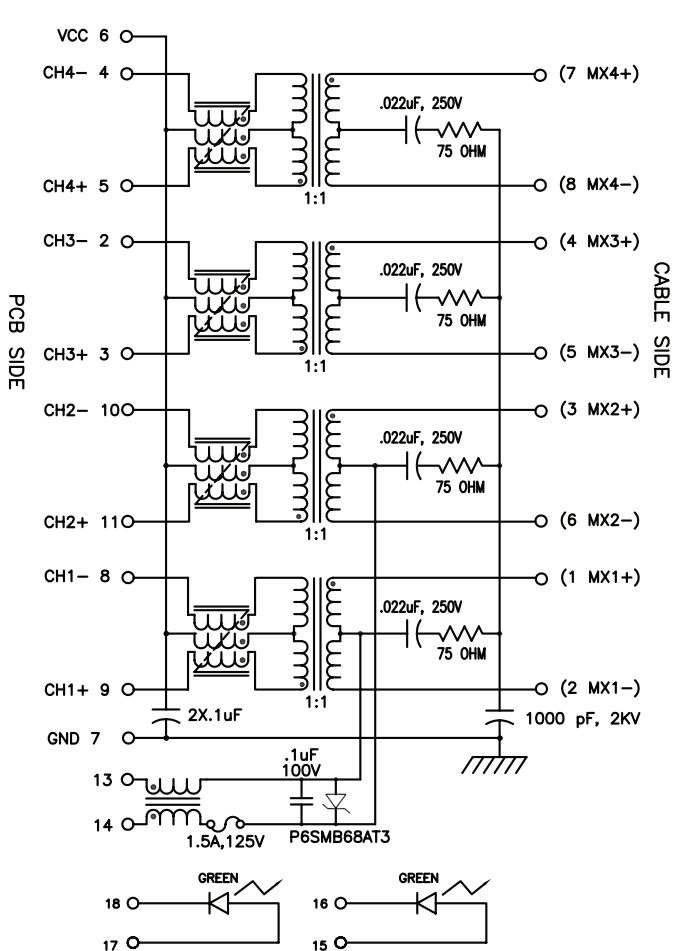 VCC 6
CH4- 4
(7 MX4+)
.022uF, 250V
75 OHM
CH4+ 5
(8 MX4-)
1:1
CH3- 2
(4 MX3+)
.022uF, 250V
75 OHM
CH3+ 3
(5 MX3-)
1:1
PCB SIDE
CABLE SIDE
CH2- 10
(3 MX2+)
.022uF, 250V
75 OHM
CH2+ 11
(6 MX2-)
1:1
CH1- 8
(1 MX1+)
.022uF, 250V
75 OHM
CH1+ 9
(2 MX1-)
1:1
2X.1uF
1000 pF, 2KV
GND 7
.1uF
100V
13
14
1.5A,125V
P6SMB68AT3
GREEN
GREEN
18
16
17
15